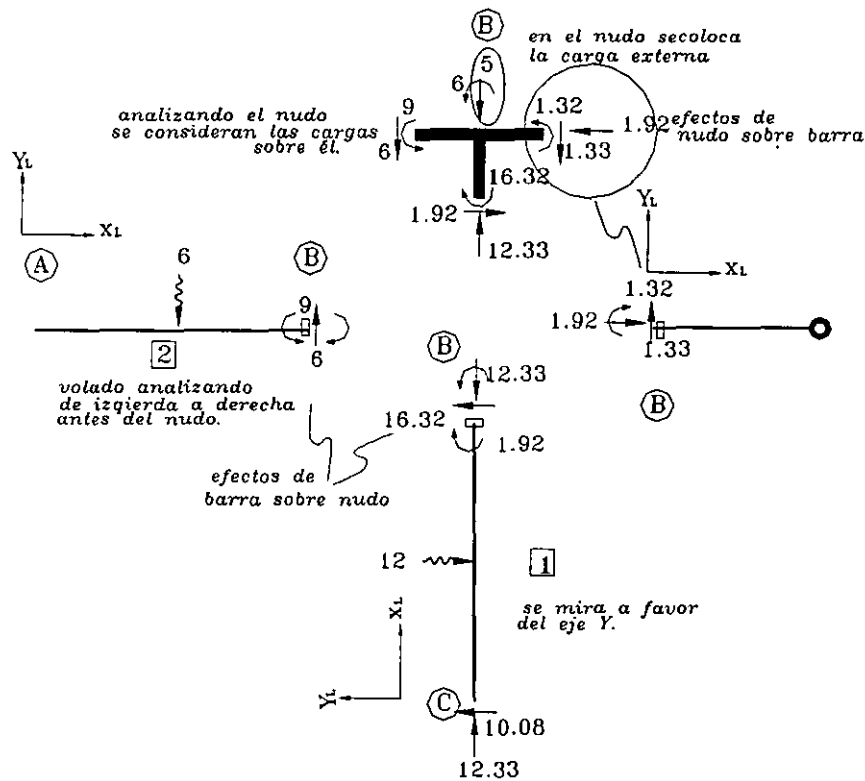 B
en el nudo secoloca
la carga externa
5
6
analizando el nudo
se consideran las cargas
sobre él.
9
6
1.32
1.92
efectos de
nudo sobre barra
1.33
16.32
1.92
12.33
YL
XL
YL
XL
A
6
B
9
6
2
volado analizando
de izqierda a derecha
antes del nudo.
1.32
1.92
1.33
B
B
12.33
16.32
1.92
efectos de
barra sobre nudo
12
1
se mira a favor
del eje Y.
XL
YL
C
10.08
12.33